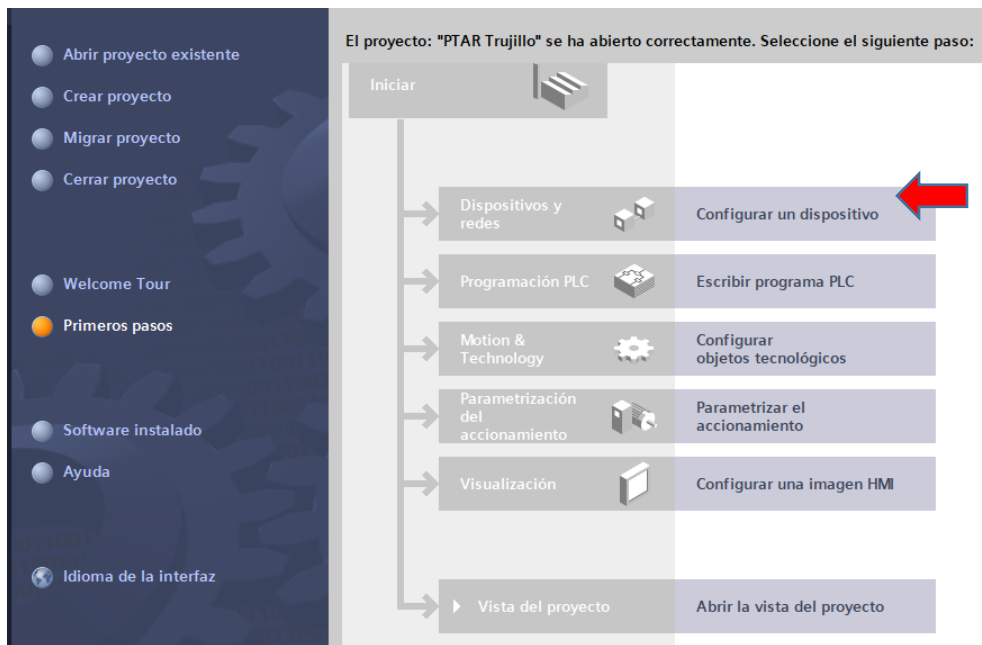 Abrir proyecto existente
Crear proyecto
Migrar proyecto
Cerrar proyecto
Welcome Tour
Primeros pasos
Software instalado
Ayuda
Idioma de la interfaz
El proyecto: "PTAR Trujillo" se ha abierto correctamente. Seleccione el siguiente paso:
Iniciar
Dispositivos y
redes
Configurar un dispositivo
Programación PLC
Escribir programa PLC
Motion &
Technology
Configurar
objetos tecnológicos
Parametrización
del
accionamiento
Parametrizar el
accionamiento
Visualización
Configurar una imagen HMI
Vista del proyecto
Abrir la vista del proyecto